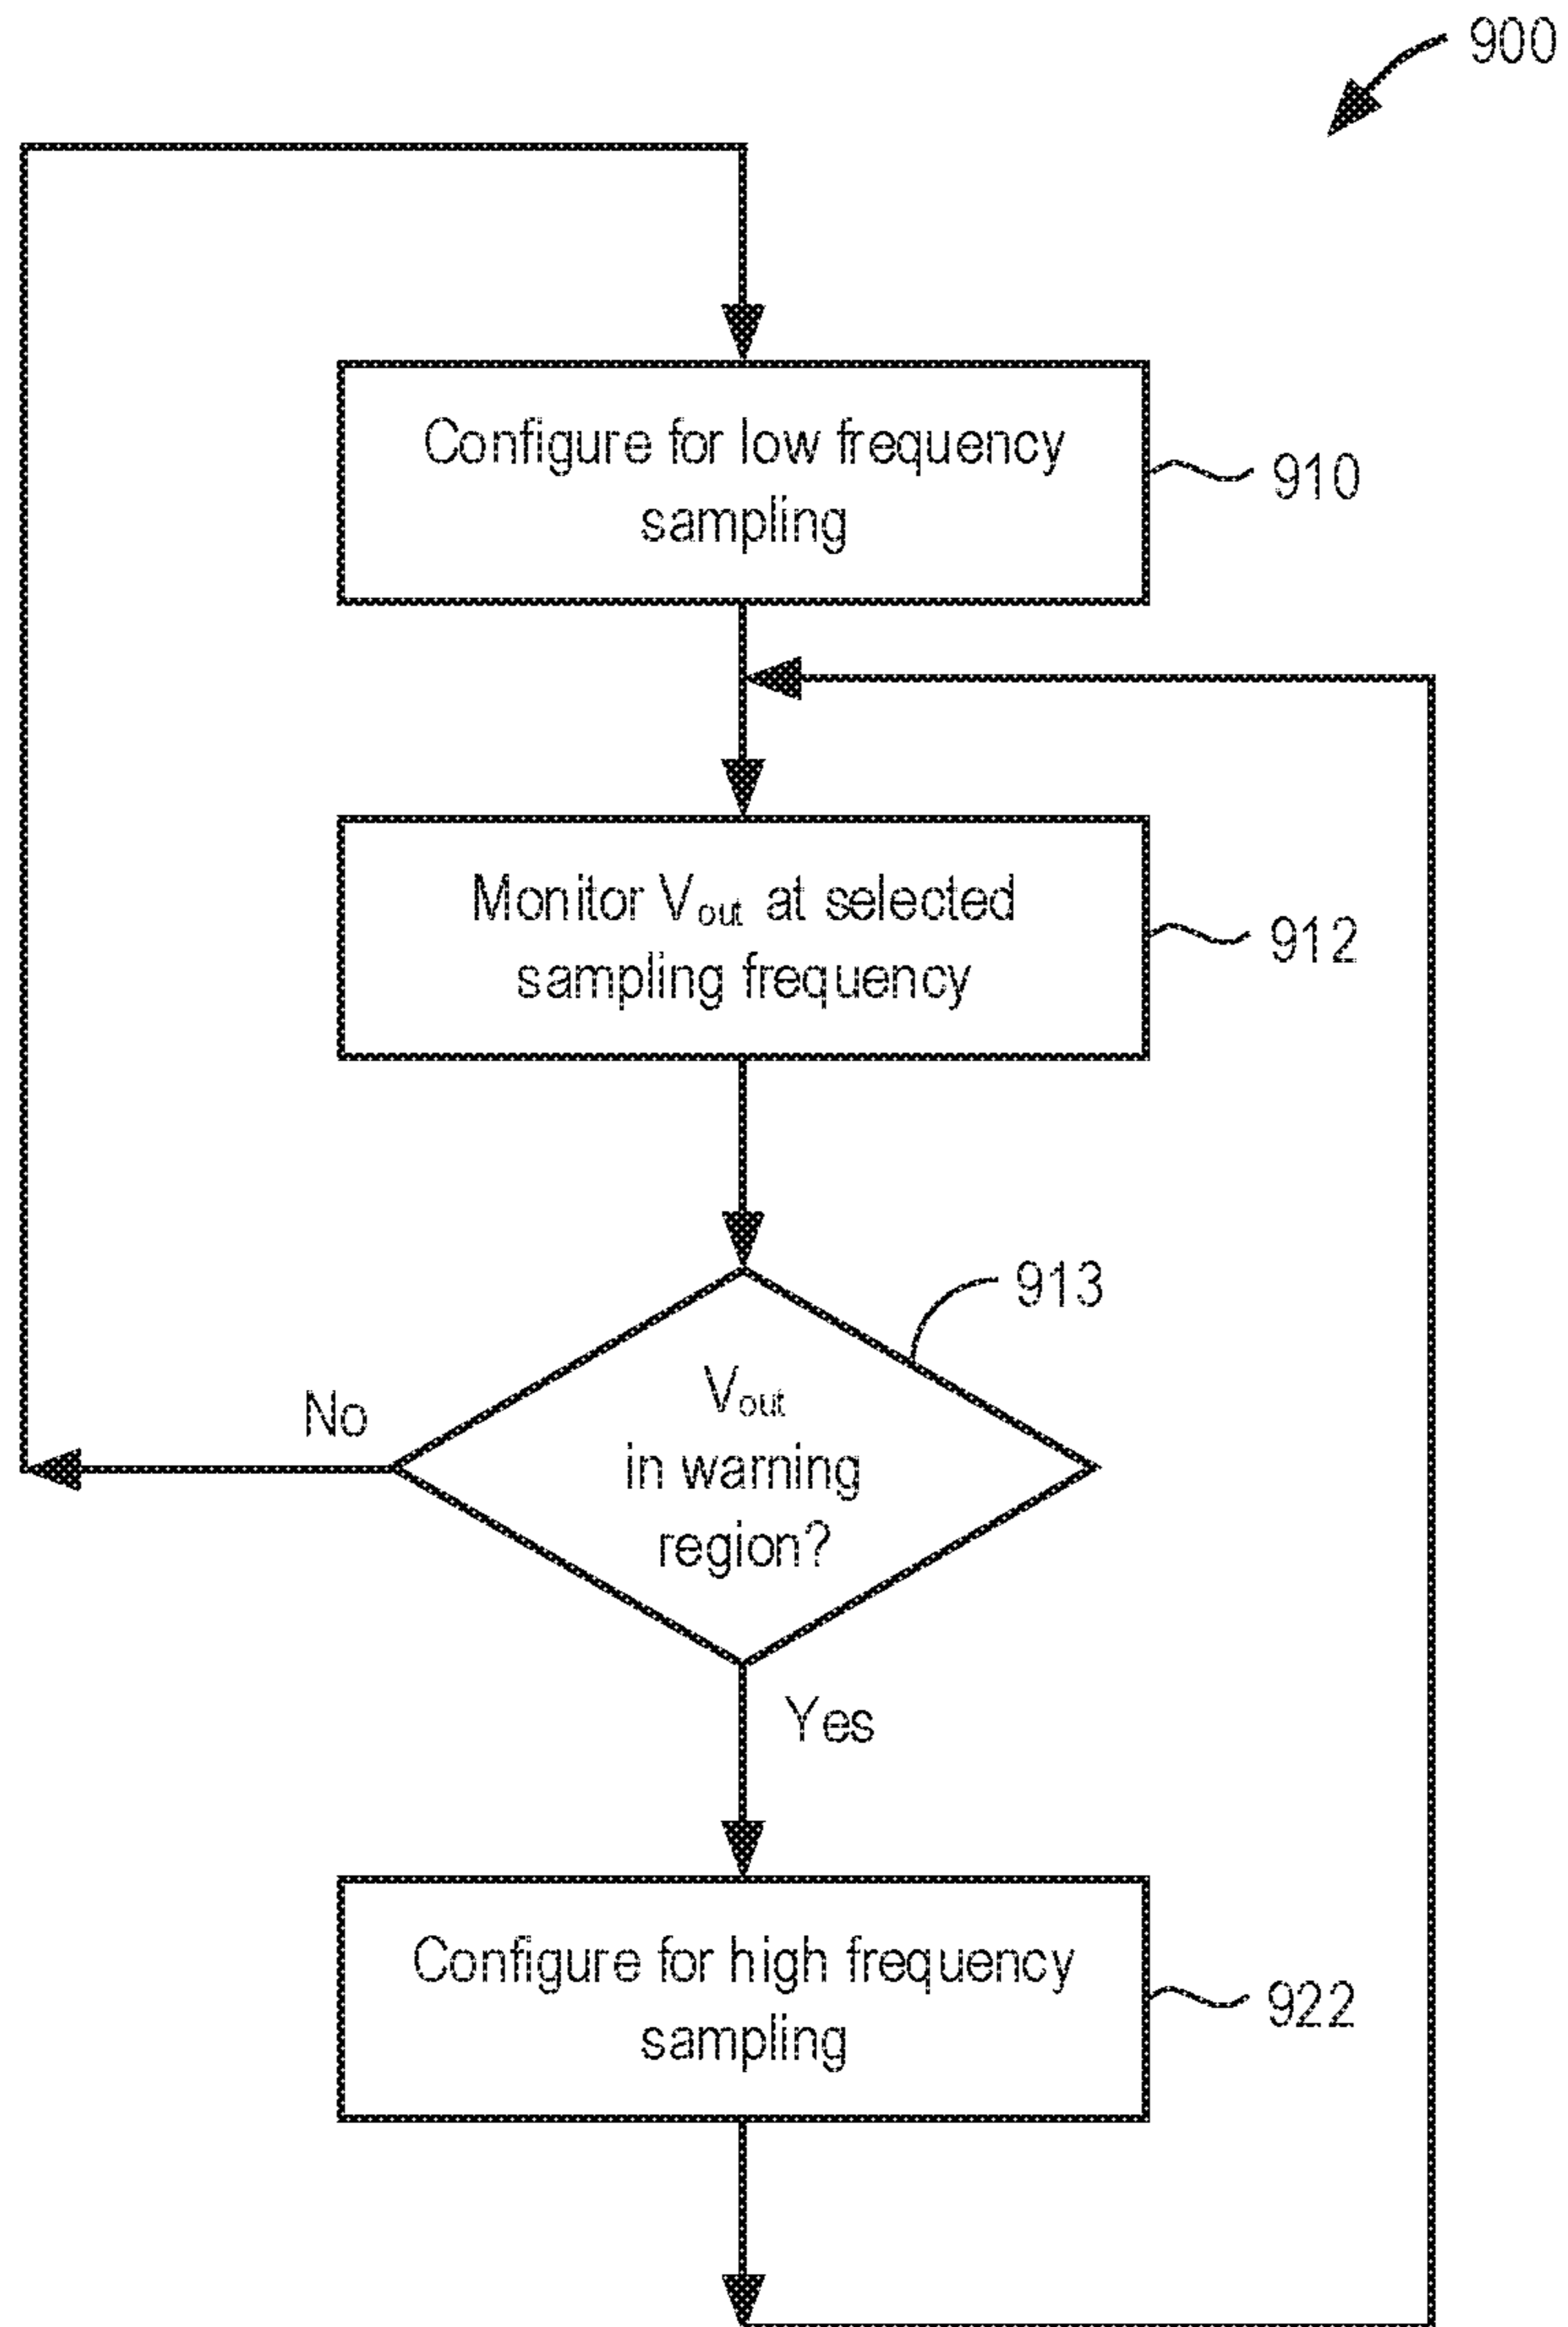 900
Configure for low frequency
sampling
910
Monitor Vout at selected
sampling frequency
912
913
Vout
in warning
region?
No
Yes
Configure for high frequency
sampling
922